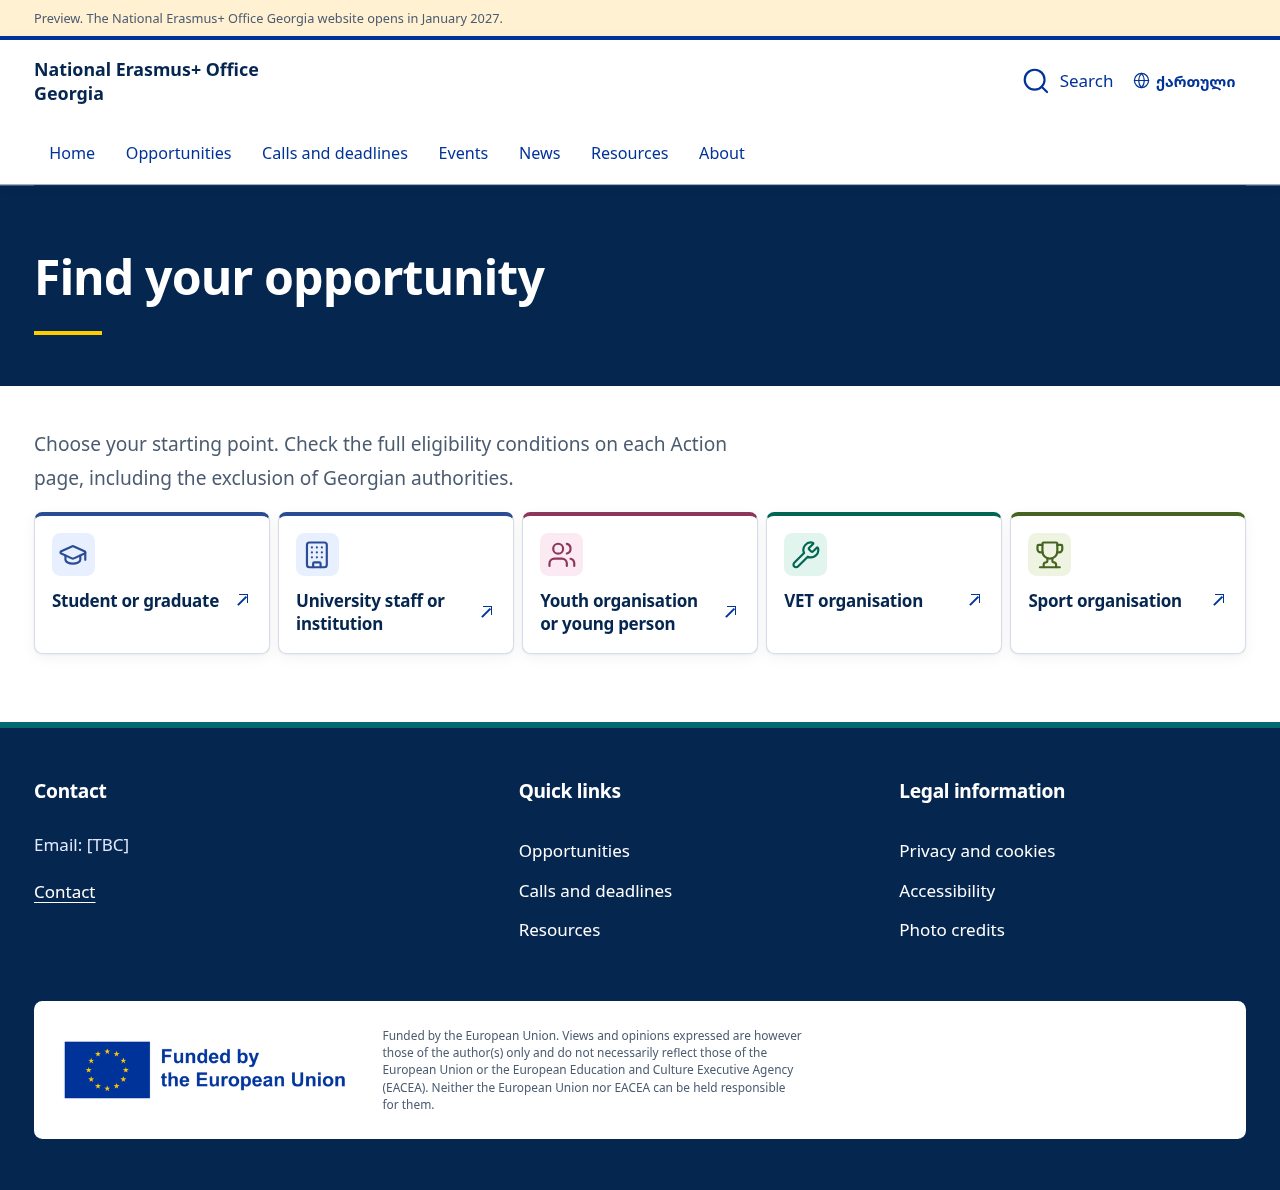 Preview. The National Erasmus+ Office Georgia website opens in January 2027.
National Erasmus+ Office
Georgia
Search
ქართული
Home
Opportunities
Calls and deadlines
Events
News
Resources
About
Find your opportunity
Choose your starting point. Check the full eligibility conditions on each Action
page, including the exclusion of Georgian authorities.
Student or graduate
University staff or
institution
Youth organisation
or young person
VET organisation
Sport organisation
Contact
Email: [TBC]
Contact
Quick links
Opportunities
Calls and deadlines
Resources
Legal information
Privacy and cookies
Accessibility
Photo credits
Funded by
the European Union
Funded by the European Union. Views and opinions expressed are however
those of the author(s) only and do not necessarily reflect those of the
European Union or the European Education and Culture Executive Agency
(EACEA). Neither the European Union nor EACEA can be held responsible
for them.